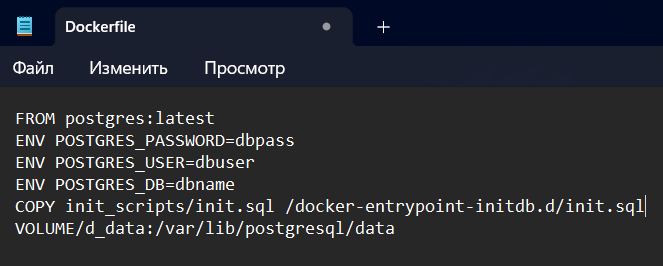 Dockerfile
Файл Изменить Просмотр
FROM postgres:latest
ENV POSTGRES_PASSWORD=dbpass
ENV POSTGRES_USER=dbuser
ENV POSTGRES_DB=dbname
COPY init_scripts/init.sql /docker-entrypoint-initdb.d/init.sql
VOLUME/d_data:/var/lib/postgresql/data